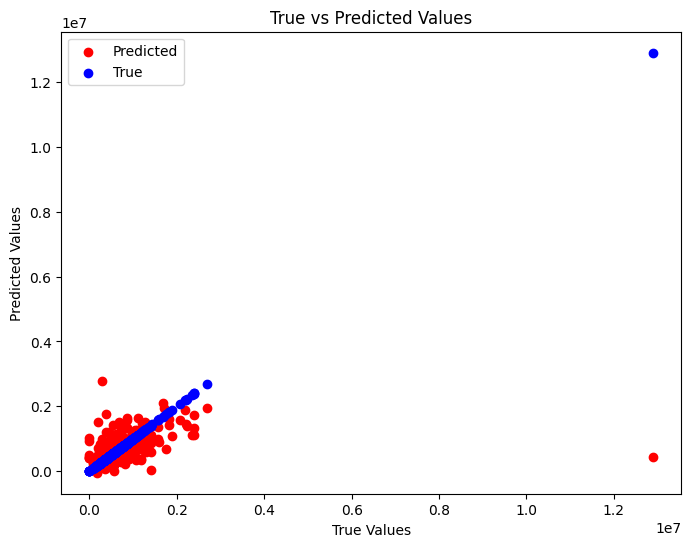 True vs Predicted Values
1e7
Predicted
True
1.2
1.0
0.8
0.6
0.4
0.2
0.0
Predicted Values
0.0 0.2 0.4 0.6 0.8 1.0 1.2
1e7
True Values